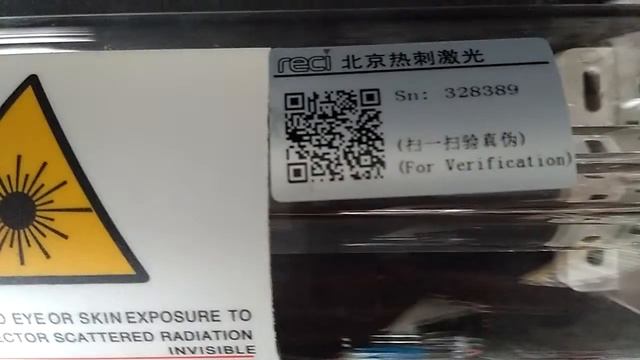 reci 北京热刺激光
Sn: 328389
(扫一扫验真伪)
(For Verification)
EYE OR SKIN EXPOSURE TO
SCATTERED RADIATION
INVISIBLE